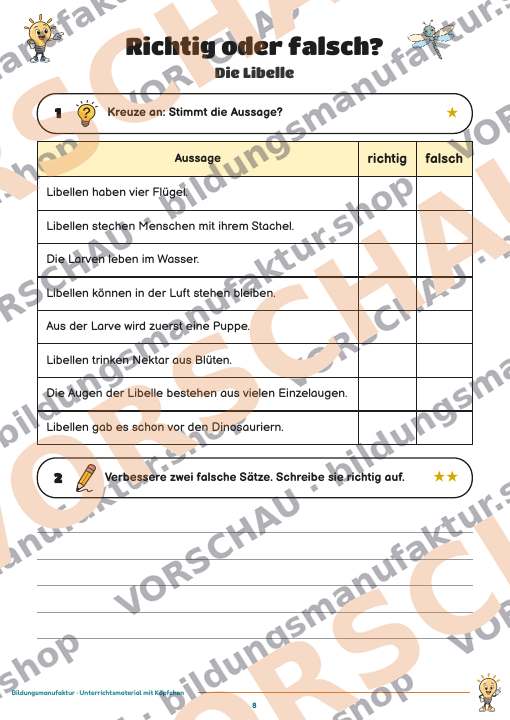 Richtig oder falsch?
Die Libelle
1 ? Kreuze an: Stimmt die Aussage?
Aussage richtig falsch
Libellen haben vier Flügel.
Libellen stechen Menschen mit ihrem Stachel.
Die Larven leben im Wasser.
Libellen können in der Luft stehen bleiben.
Aus der Larve wird zuerst eine Puppe.
Libellen trinken Nektar aus Blüten.
Die Augen der Libelle bestehen aus vielen Einzelaugen.
Libellen gab es schon vor den Dinosauriern.
2 Verbessere zwei falsche Sätze. Schreibe sie richtig auf.
Bildungsmanufaktur · Unterrichtsmaterial mit Köpfchen
8
VORSCHAU · bildungsmanufaktur.shop
VORSCHAU